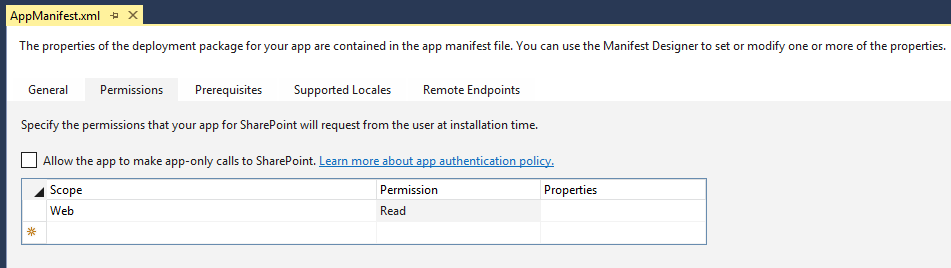 AppManifest.xml
The properties of the deployment package for your app are contained in the app manifest file. You can use the Manifest Designer to set or modify one or more of the properties.
General Permissions Prerequisites Supported Locales Remote Endpoints
Specify the permissions that your app for SharePoint will request from the user at installation time.
Allow the app to make app-only calls to SharePoint. Learn more about app authentication policy.
Scope Permission Properties
Web Read